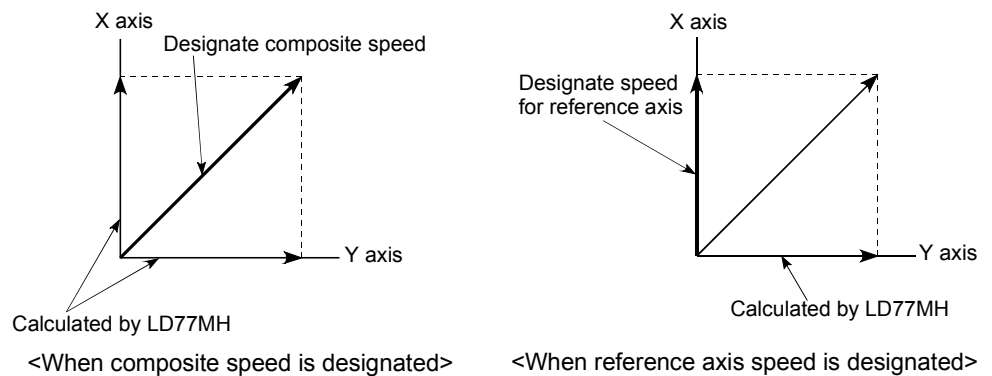 X axis
Designate composite speed
Y axis
Calculated by LD77MH
<When composite speed is designated>
X axis
Designate speed
for reference axis
Y axis
Calculated by LD77MH
<When reference axis speed is designated>